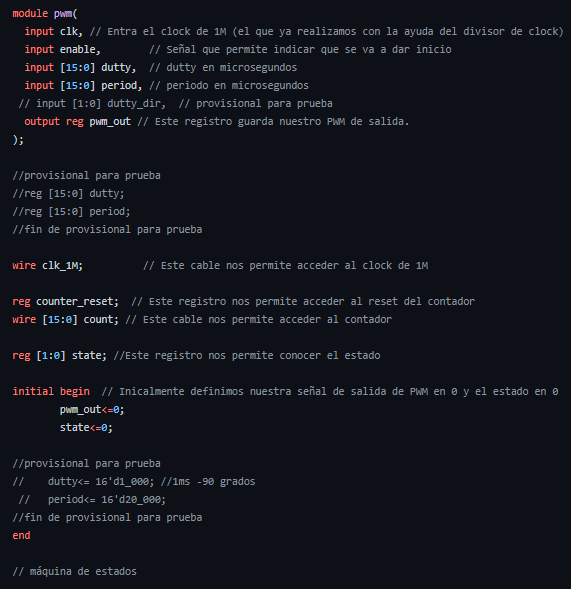 module pwm(
input clk, // Entra el clock de 1M (el que ya realizamos con la ayuda del divisor de clock)
input enable, // Señal que permite indicar que se va a dar inicio
input [15:0] dutty, // dutty en microsegundos
input [15:0] period, // periodo en microsegundos
// input [1:0] dutty_dir, // provisional para prueba
output reg pwm_out // Este registro guarda nuestro PWM de salida.
);
//provisional para prueba
//reg [15:0] dutty;
//reg [15:0] period;
//fin de provisional para prueba
wire clk_1M; // Este cable nos permite acceder al clock de 1M
reg counter_reset; // Este registro nos permite acceder al reset del contador
wire [15:0] count; // Este cable nos permite acceder al contador
reg [1:0] state; //Este registro nos permite conocer el estado
initial begin // Inicalmente definimos nuestra señal de salida de PWM en 0 y el estado en 0
pwm_out<=0;
state<=0;
//provisional para prueba
// dutty<= 16'd1_000; //1ms -90 grados
// period<= 16'd20_000;
//fin de provisional para prueba
end
// máquina de estados